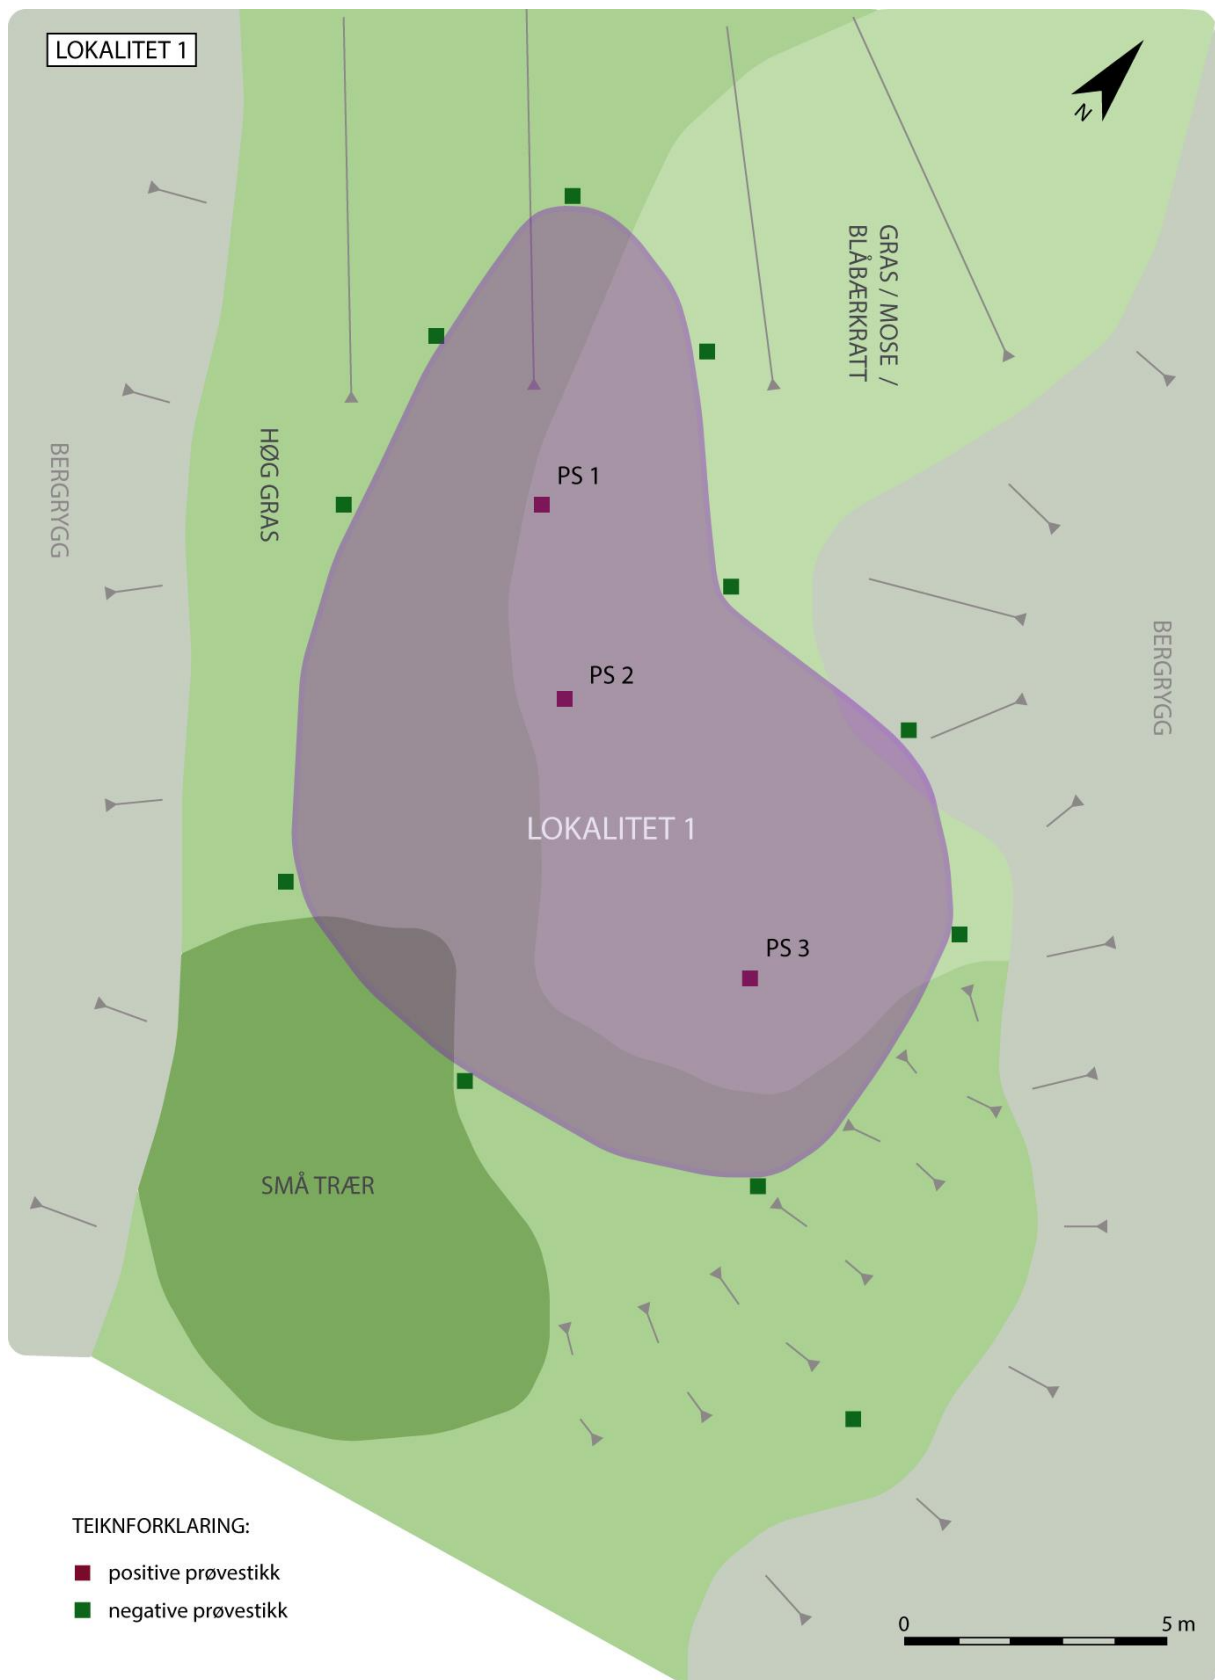 LOKALITET 1
N
GRAS / MOSE /
BLÅBÆRKRATT
HØG GRAS
BERGRYGG
PS 1
PS 2
BERGRYGG
LOKALITET 1
PS 3
SMÅ TRÆR
TEIKNFORKLARING:
positive prøvestikk
negative prøvestikk
0 5 m